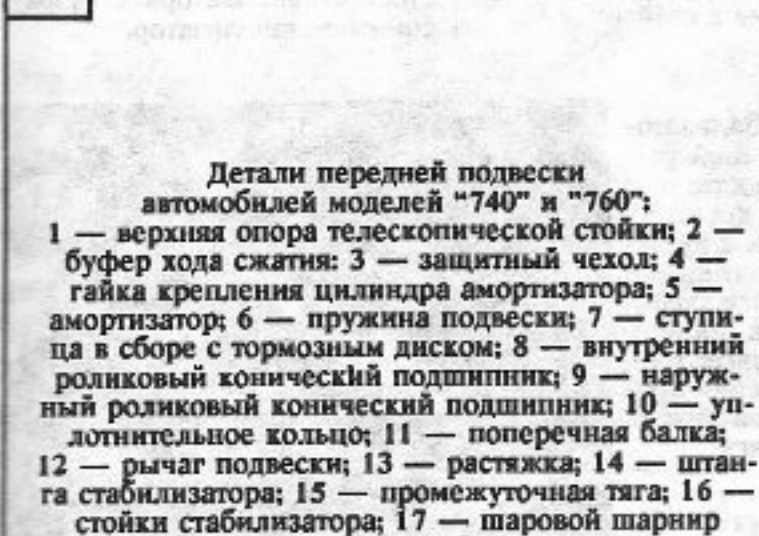 Детали передней подвески
автомобилей моделей "740" и "760":
1 — верхняя опора телескопической стойки; 2 —
буфер хода сжатия: 3 — защитный чехол; 4 —
гайка крепления цилиндра амортизатора; 5 —
амортизатор; 6 — пружина подвески; 7 — ступи-
ца в сборе с тормозным диском; 8 — внутренний
роликовый конический подшипник; 9 — наруж-
ный роликовый конический подшипник; 10 — уп-
лотнительное кольцо; 11 — поперечная балка;
12 — рычаг подвески; 13 — растяжка; 14 — штан-
га стабилизатора; 15 — промежуточная тяга; 16 —
стойки стабилизатора; 17 — шаровой шарнир